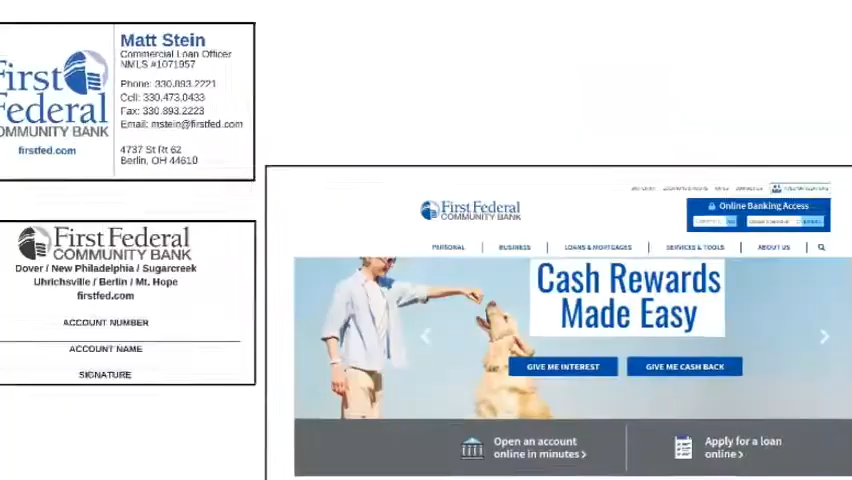 First
Federal
COMMUNITY BANK
firstfed.com
Matt Stein
Commercial Loan Officer
NMLS #1071957
Phone: 330.893.2221
Cell: 330.473.0433
Fax: 330.893.2223
Email: mstein@firstfed.com
4737 St Rt 62
Berlin, OH 44610
First Federal
COMMUNITY BANK
Dover / New Philadelphia / Sugarcreek
Uhrichsville / Berlin / Mt. Hope
firstfed.com
ACCOUNT NUMBER
ACCOUNT NAME
SIGNATURE
First Federal
COMMUNITY BANK
Online Banking Access
PERSONAL
BUSINESS
LOANS & MORTGAGES
SERVICES & TOOLS
ABOUT US
Cash Rewards
Made Easy
GIVE ME INTEREST
GIVE ME CASH BACK
Open an account
online in minutes
Apply for a loan
online